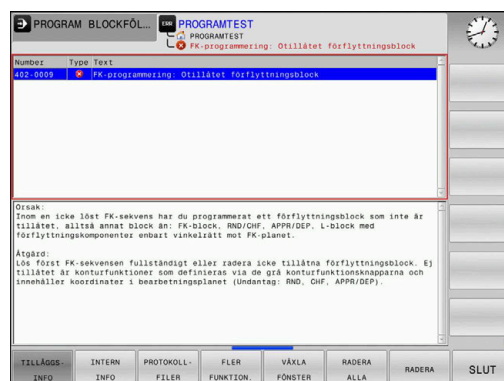 PROGRAM BLOCKFÖL...
ERR PROGRAMTEST
PROGRAMTEST
FK-programmering: Otillåtet förflyttningsblock
Number Type Text
402-0009 FK-programmering: Otillåtet förflyttningsblock
Orsak:
Inom en icke löst FK-sekvens har du programerat ett förflyttningsblock som inte är
tillåtet, alltså annat block än: FK-block, RND/CHF, APPR/DEP, L-block med
förflyttningskomponenter enbart vinkelrätt mot FK-planet.
Åtgärd:
Lös först FK-sekvensen fullständigt eller radera icke tillåtna förflyttningsblock. Ej
tillåtet är konturfunktioner som definieras via de grå konturfunktionsknapparna och
innehåller koordinater i bearbetningsplanet (Undantag: RND, CHF, APPR/DEP).
TILLÄGGS-
INFO
INTERN
INFO
PROTOKOLL-
FILER
FLER
FUNKTION.
VÄXLA
FÖNSTER
RADERA
ALLA
RADERA
SLUT